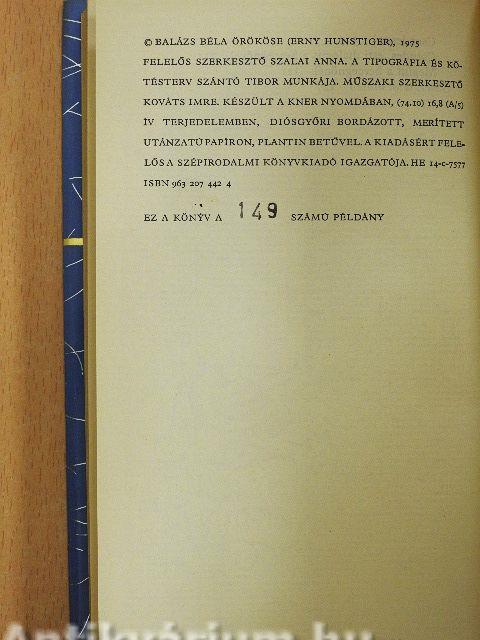 © BALÁZS BÉLA ÖRÖKÖSE (ERNY HUNSTIGER), 1975
FELELŐS SZERKESZTŐ SZALAI ANNA. A TIPOGRÁFIA ÉS KÖ-
TÉSTERV SZÁNTÓ TIBOR MUNKÁJA. MŰSZAKI SZERKESZTŐ
KOVÁTS IMRE. KÉSZÜLT A KNER NYOMDÁBAN, (74.10) 16,8 (A/5)
ÍV TERJEDELEMBEN, DIÓSGYŐRI BORDÁZOTT, MERÍTETT
UTÁNZATÚ PAPÍRON, PLANTIN BETŰVEL. A KIADÁSÉRT FELE-
LŐS A SZÉPIRODALMI KÖNYVKIADÓ IGAZGATÓJA. HE 14-C-7577
ISBN 963 207 442 4
EZ A KÖNYV A 149 SZÁMÚ PÉLDÁNY
Antikvárium.hu